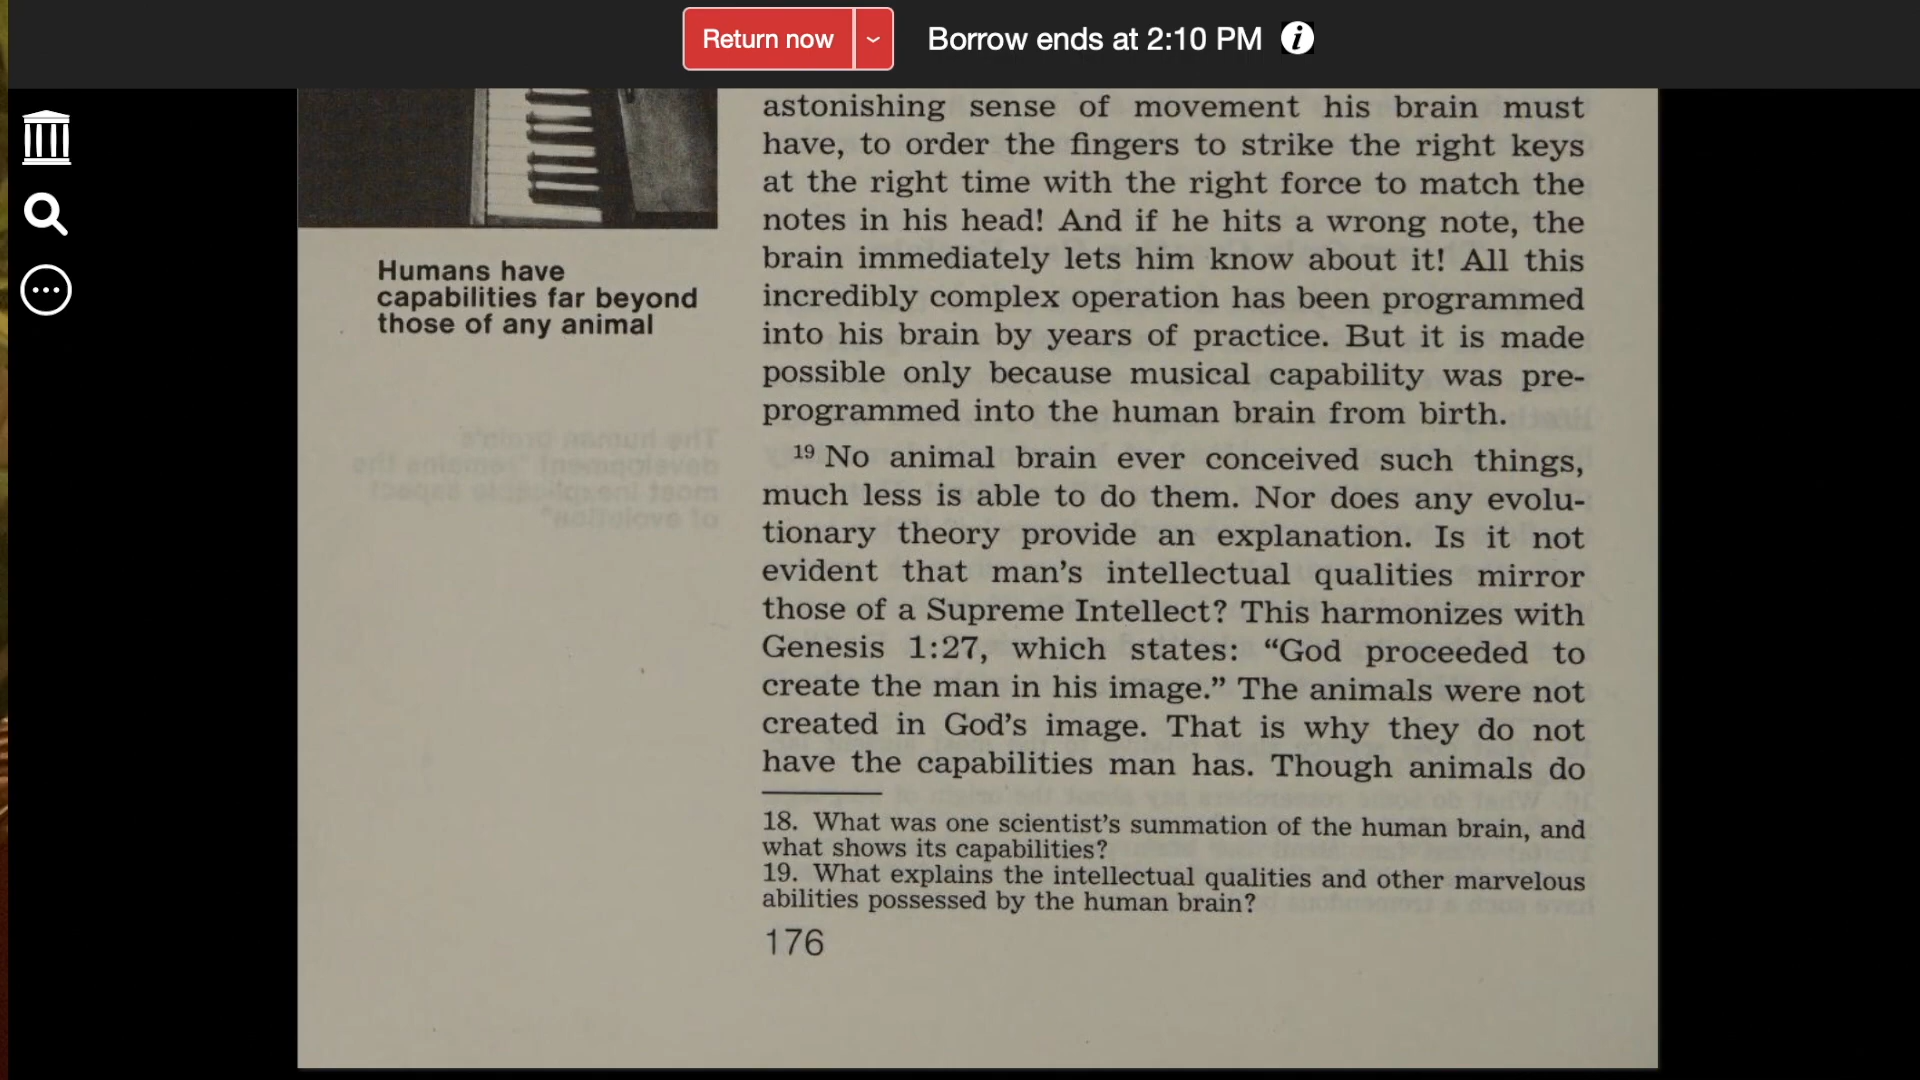 Return now
Borrow ends at 2:10 PM
Humans have
capabilities far beyond
those of any animal
astonishing sense of movement his brain must
have, to order the fingers to strike the right keys
at the right time with the right force to match the
notes in his head! And if he hits a wrong note, the
brain immediately lets him know about it! All this
incredibly complex operation has been programmed
into his brain by years of practice. But it is made
possible only because musical capability was pre-
programmed into the human brain from birth.
19 No animal brain ever conceived such things,
much less is able to do them. Nor does any evolu-
tionary theory provide an explanation. Is it not
evident that man’s intellectual qualities mirror
those of a Supreme Intellect? This harmonizes with
Genesis 1:27, which states: “God proceeded to
create the man in his image.” The animals were not
created in God’s image. That is why they do not
have the capabilities man has. Though animals do
18. What was one scientist’s summation of the human brain, and
what shows its capabilities?
19. What explains the intellectual qualities and other marvelous
abilities possessed by the human brain?
176